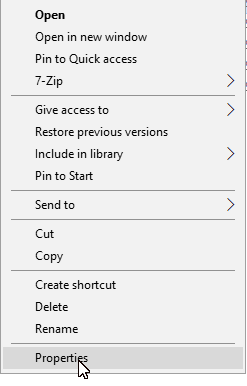 Open
Open in new window
Pin to Quick access
7-Zip
Give access to
Restore previous versions
Include in library
Pin to Start
Send to
Cut
Copy
Create shortcut
Delete
Rename
Properties